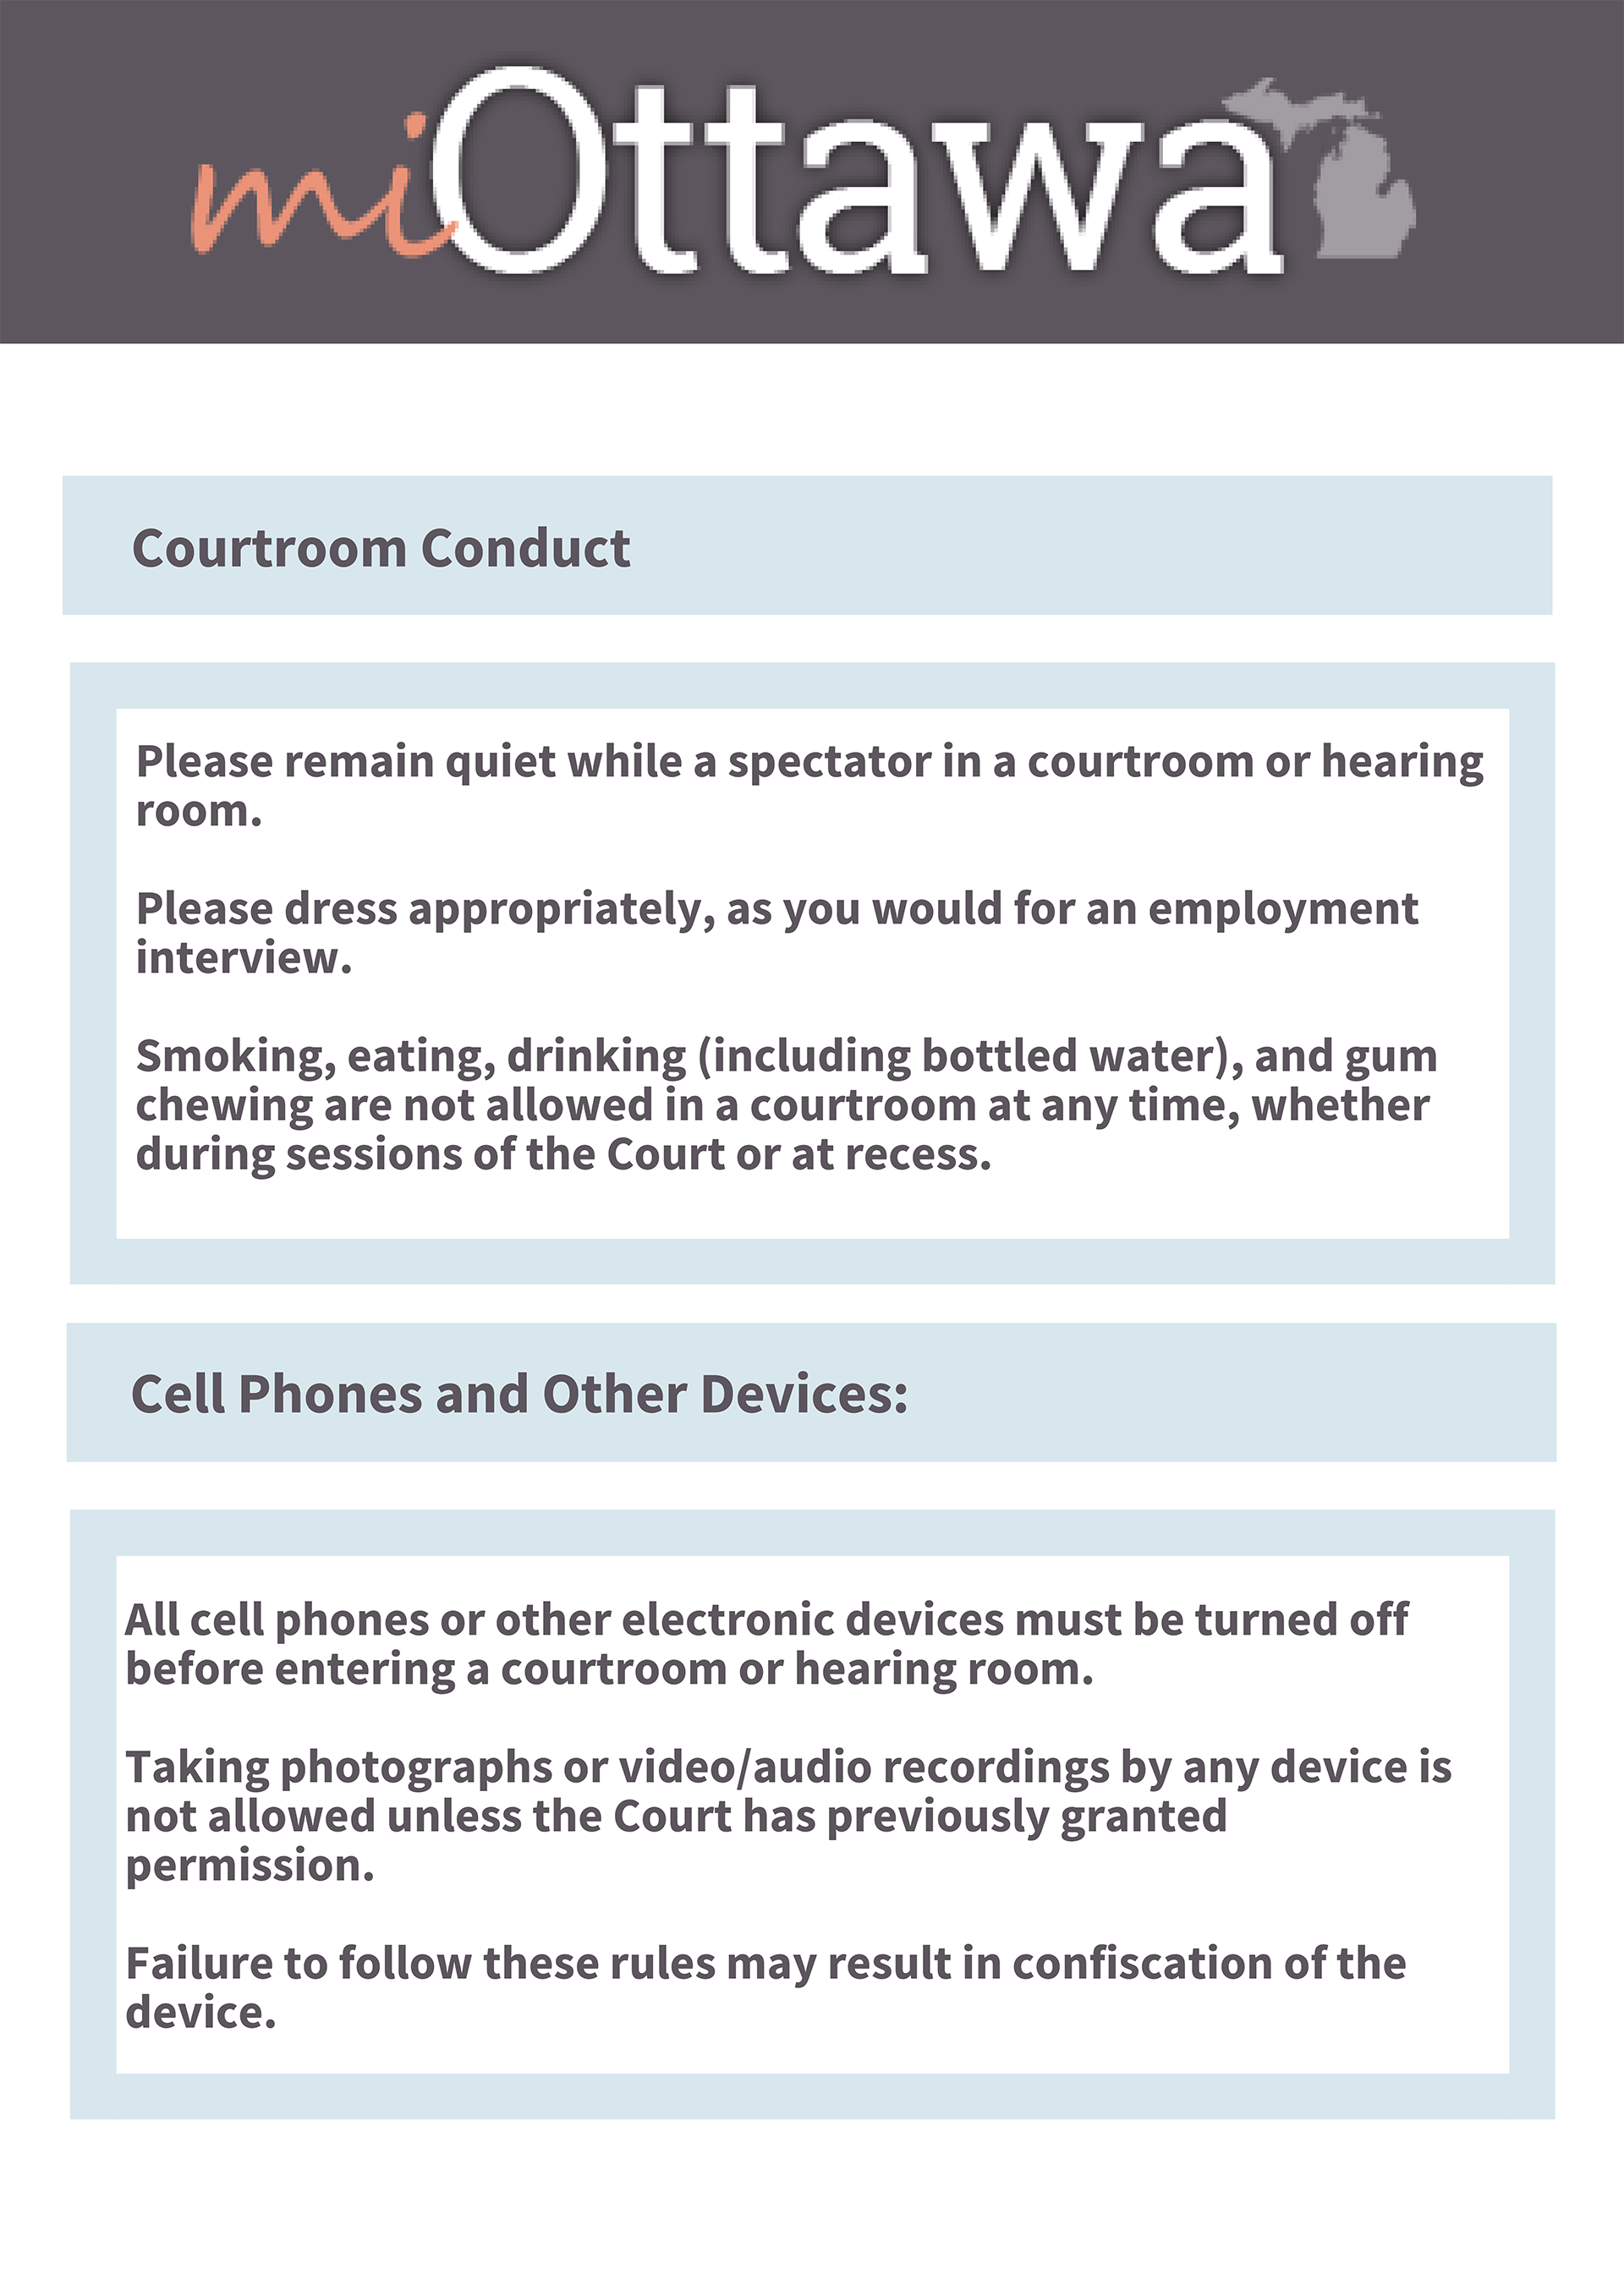 miOttawa
Courtroom Conduct
Please remain quiet while a spectator in a courtroom or hearing
room.
Please dress appropriately, as you would for an employment
interview.
Smoking, eating, drinking (including bottled water), and gum
chewing are not allowed in a courtroom at any time, whether
during sessions of the Court or at recess.
Cell Phones and Other Devices:
All cell phones or other electronic devices must be turned off
before entering a courtroom or hearing room.
Taking photographs or video/audio recordings by any device is
not allowed unless the Court has previously granted
permission.
Failure to follow these rules may result in confiscation of the
device.